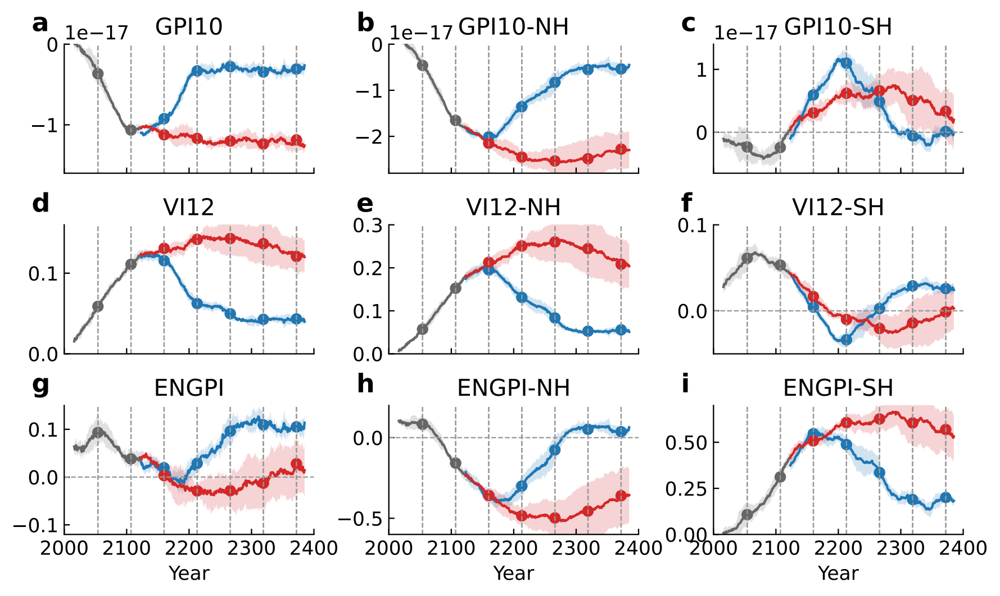 a 1e−17 GPI10
0
−1
b 1e−17 GPI10-NH
0
−1
−2
c 1e−17 GPI10-SH
1
0
d VI12
0.1
0.0
e VI12-NH
0.3
0.2
0.1
0.0
f VI12-SH
0.1
0.0
g ENGPI
0.1
0.0
−0.1
2000 2100 2200 2300 2400
Year
h ENGPI-NH
0.0
−0.5
2000 2100 2200 2300 2400
Year
i ENGPI-SH
0.50
0.25
0.00
2000 2100 2200 2300 2400
Year